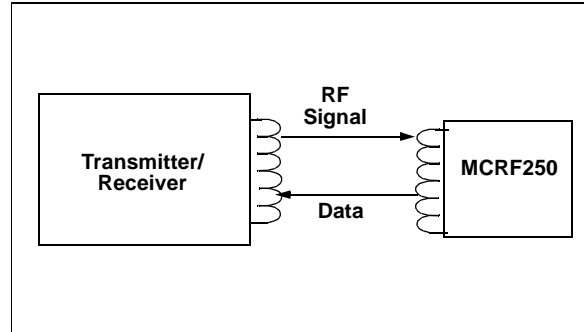 RF
Signal
Transmitter/
Receiver
MCRF250
Data